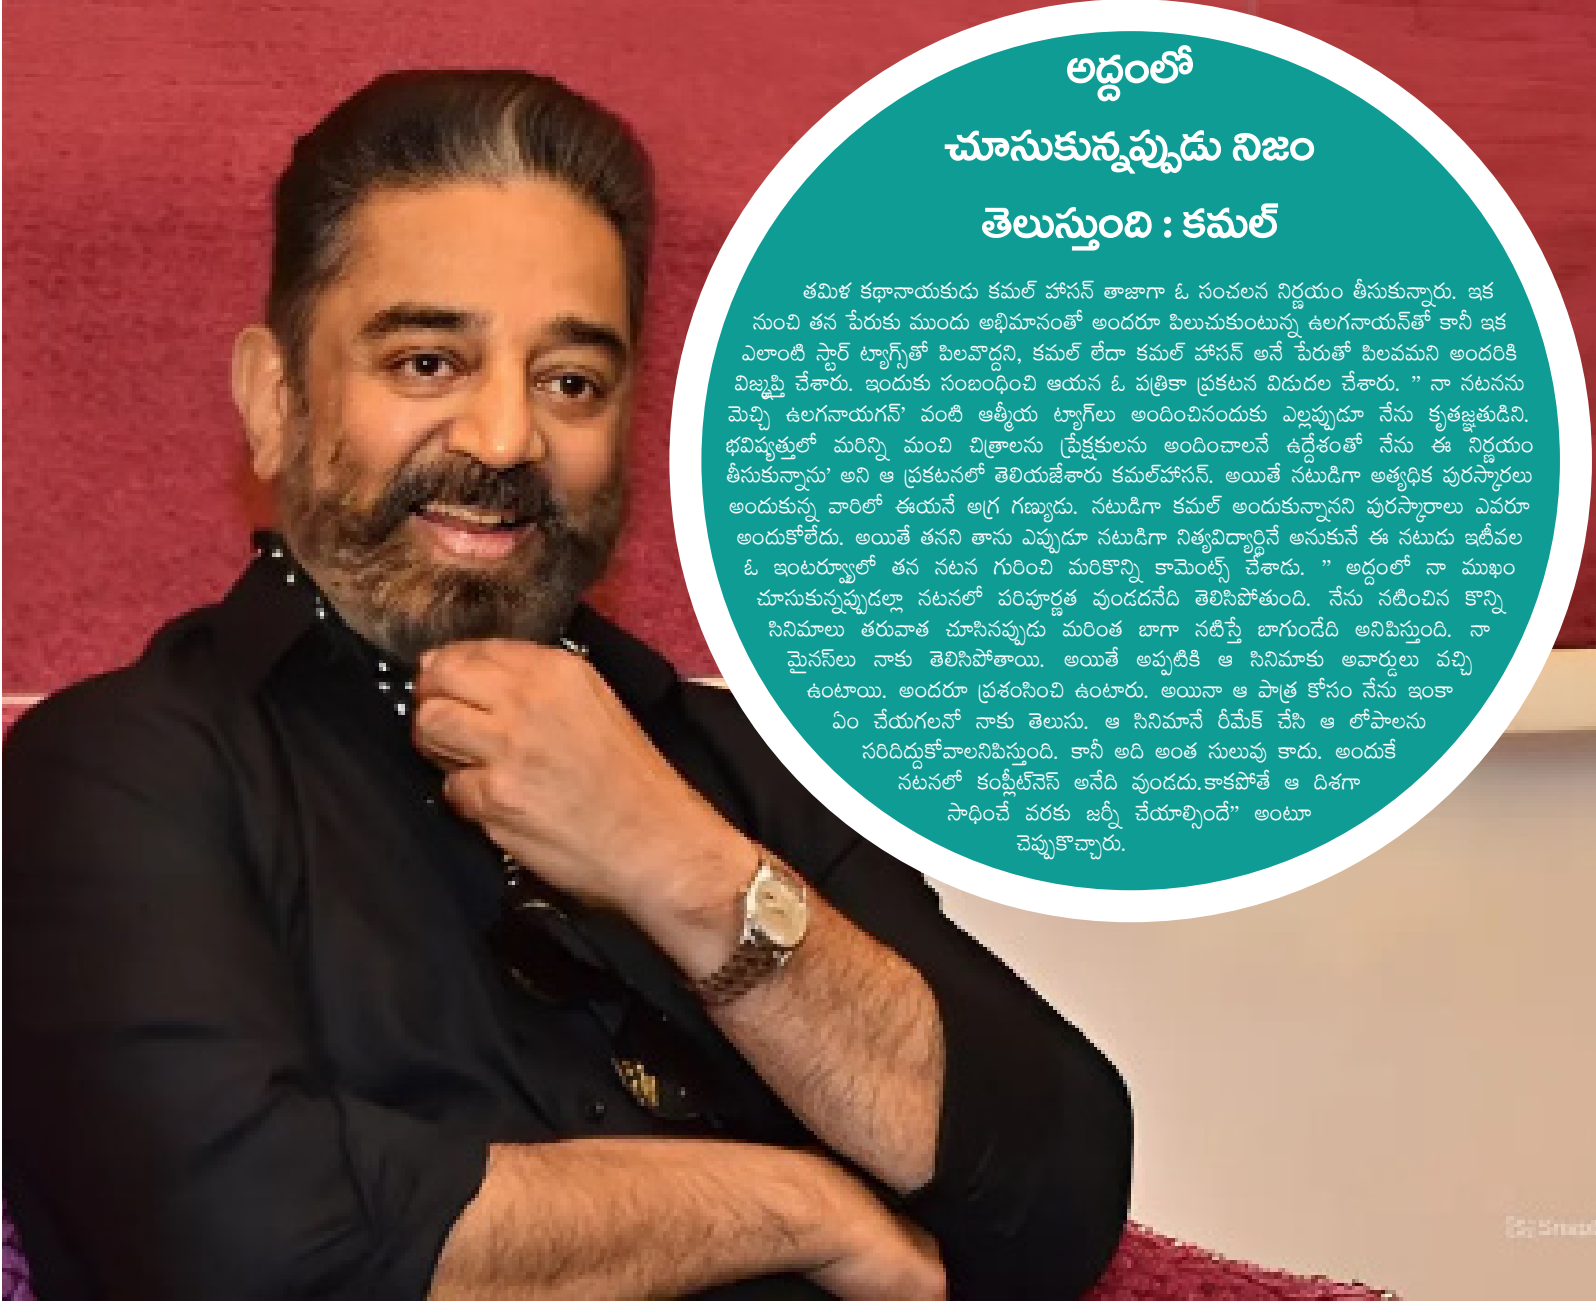 అద్దంలో
చూసుకున్నప్పుడు నిజం
తెలుస్తుంది : కమల్
తమిళ కథానాయకుడు కమల్ హాసన్ తాజాగా ఓ సంచలన నిర్ణయం తీసుకున్నారు. ఇక
నుంచి తన పేరుకు ముందు అభిమానంతో అందరూ పిలుచుకుంటున్న ఉలగనాయన్‌తో కానీ ఇక
ఎలాంటి స్టార్ ట్యాగ్స్‌తో పిలవొద్దని, కమల్ లేదా కమల్ హాసన్ అనే పేరుతో పిలవమని అందరికి
విజ్ఞప్తి చేశారు. ఇందుకు సంబంధించి ఆయన ఓ పత్రికా ప్రకటన విడుదల చేశారు. ” నా నటనను
మెచ్చి ఉలగనాయగన్’ వంటి ఆత్మీయ ట్యాగ్‌లు అందించినందుకు ఎల్లప్పుడూ నేను కృతజ్ఞతుడిని.
భవిష్యత్తులో మరిన్ని మంచి చిత్రాలను ప్రేక్షకులను అందించాలనే ఉద్దేశంతో నేను ఈ నిర్ణయం
తీసుకున్నాను’ అని ఆ ప్రకటనలో తెలియజేశారు కమల్‌హాసన్. అయితే నటుడిగా అత్యధిక పురస్కారలు
అందుకున్న వారిలో ఈయనే అగ్ర గణ్యుడు. నటుడిగా కమల్ అందుకున్నానని పురస్కారాలు ఎవరూ
అందుకోలేదు. అయితే తనని తాను ఎప్పుడూ నటుడిగా నిత్యవిద్యార్థినే అనుకునే ఈ నటుడు ఇటీవల
ఓ ఇంటర్వ్యూలో తన నటన గురించి మరికొన్ని కామెంట్స్ చేశాడు. ” అద్దంలో నా ముఖం
చూసుకున్నప్పుడల్లా నటనలో పరిపూర్ణత వుండదనేది తెలిసిపోతుంది. నేను నటించిన కొన్ని
సినిమాలు తరువాత చూసినప్పుడు మరింత బాగా నటిస్తే బాగుండేది అనిపిస్తుంది. నా
మైనస్‌లు నాకు తెలిసిపోతాయి. అయితే అప్పటికి ఆ సినిమాకు అవార్డులు వచ్చి
ఉంటాయి. అందరూ ప్రశంసించి ఉంటారు. అయినా ఆ పాత్ర కోసం నేను ఇంకా
ఏం చేయగలనో నాకు తెలుసు. ఆ సినిమానే రీమేక్ చేసి ఆ లోపాలను
సరిదిద్దుకోవాలనిపిస్తుంది. కానీ అది అంత సులువు కాదు. అందుకే
నటనలో కంప్లీట్‌నెస్ అనేది వుండదు.కాకపోతే ఆ దిశగా
సాధించే వరకు జర్నీ చేయాల్సిందే” అంటూ
చెప్పుకొచ్చారు.